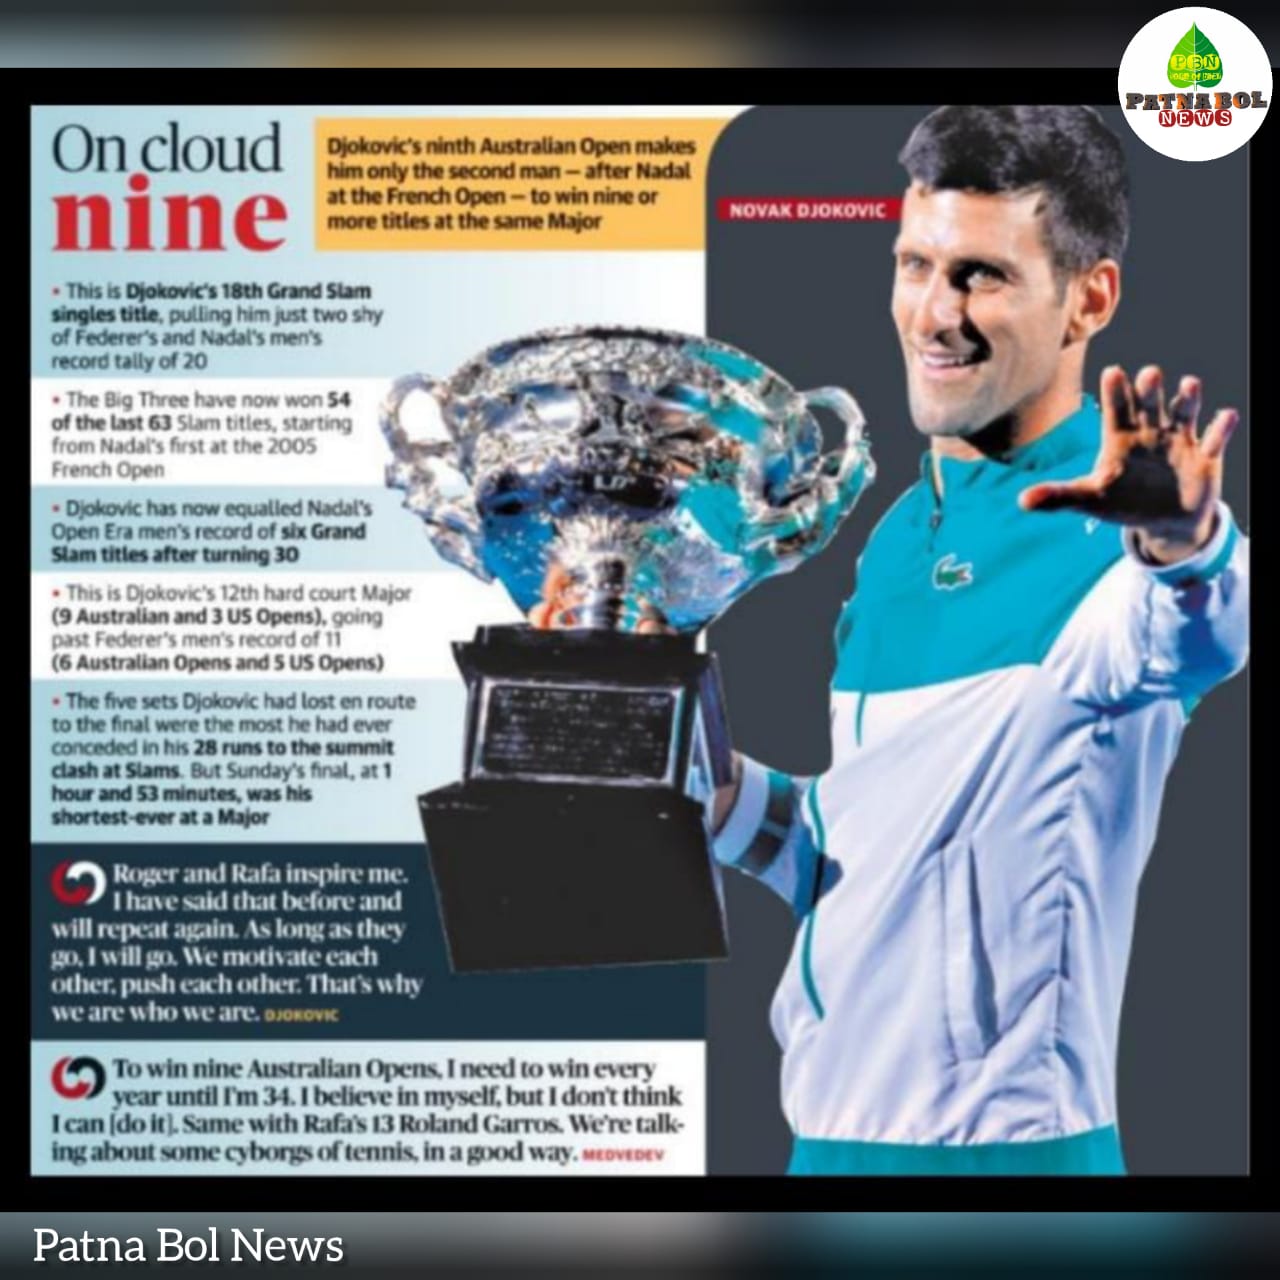 PBN
PATNA BOL
NEWS
On cloud
nine
Djokovic's ninth Australian Open makes
him only the second man — after Nadal
at the French Open — to win nine or
more titles at the same Major
NOVAK DJOKOVIC
• This is Djokovic's 18th Grand Slam
singles title, pulling him just two shy
of Federer's and Nadal's men's
record tally of 20
• The Big Three have now won 54
of the last 63 Slam titles, starting
from Nadal's first at the 2005
French Open
• Djokovic has now equalled Nadal's
Open Era men's record of six Grand
Slam titles after turning 30
• This is Djokovic's 12th hard court Major
(9 Australian and 3 US Opens), going
past Federer's men's record of 11
(6 Australian Opens and 5 US Opens)
• The five sets Djokovic had lost en route
to the final were the most he had ever
conceded in his 28 runs to the summit
clash at Slams. But Sunday's final, at 1
hour and 53 minutes, was his
shortest-ever at a Major
Roger and Rafa inspire me.
I have said that before and
will repeat again. As long as they
go, I will go. We motivate each
other, push each other. That's why
we are who we are. DJOKOVIC
To win nine Australian Opens, I need to win every
year until I'm 34. I believe in myself, but I don't think
I can [do it]. Same with Rafa's 13 Roland Garros. We're talk-
ing about some cyborgs of tennis, in a good way. MEDVEDEV
Patna Bol News